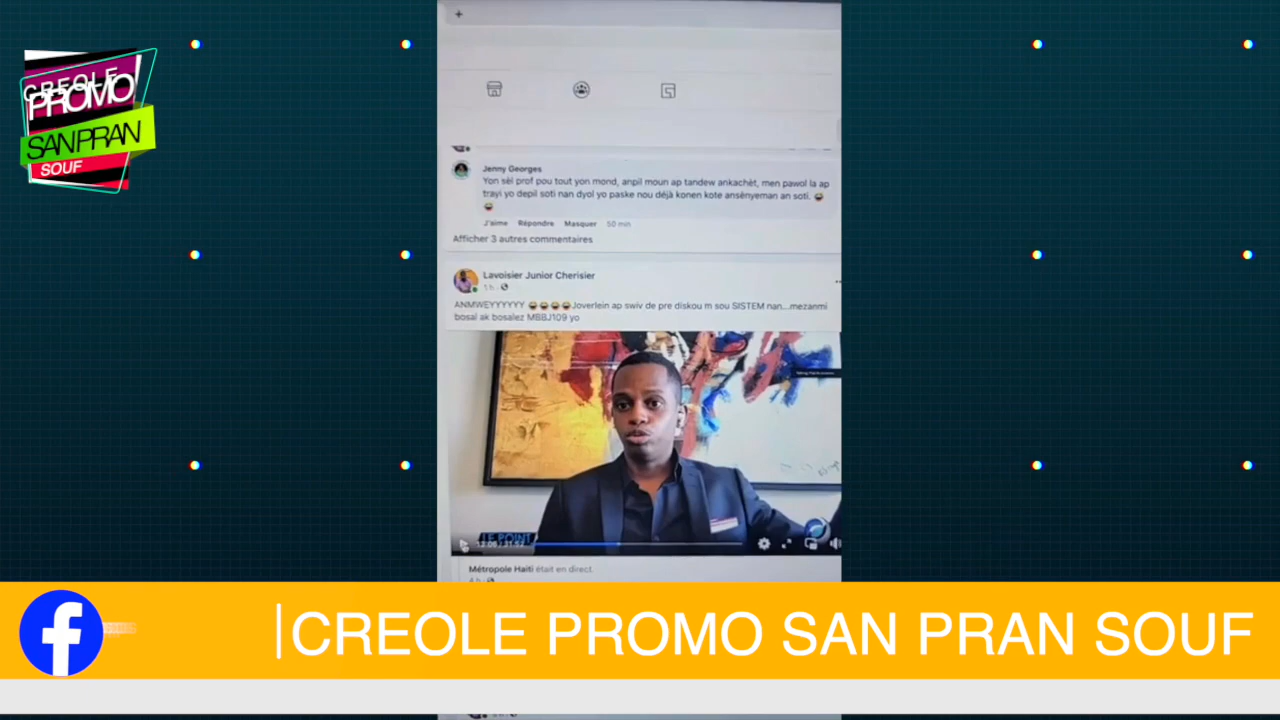 CREOLE
PROMO
SAN PRAN
SOUF
Jenny Georges
Yon sèl prof pou tout yon mond, anpil moun ap tandew ankachèt, men pawol la ap
trayi yo depil soti nan dyol yo paske nou déjà konen kote ansènyeman an soti.
J'aime Répondre Masquer 50 min
Afficher 3 autres commentaires
Lavoisier Junior Cherisier
1 h
ANMWEYYYYYY Joverlein ap swiv de pre diskou m sou SISTEM nan...mezanmi
bosal ak bosalez MBBJ109 yo
LE POINT
Métropole Haiti était en direct
4 h
CREOLE PROMO SAN PRAN SOUF